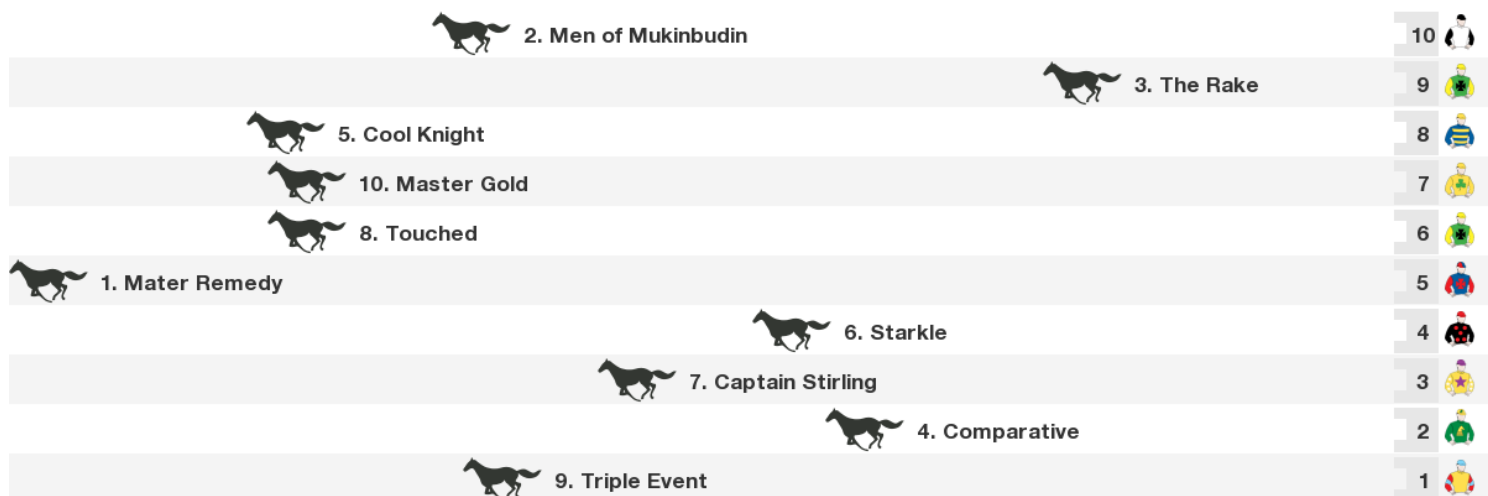 2. Men of Mukinbudin 10
3. The Rake 9
5. Cool Knight 8
10. Master Gold 7
8. Touched 6
1. Mater Remedy 5
6. Starkle 4
7. Captain Stirling 3
4. Comparative 2
9. Triple Event 1